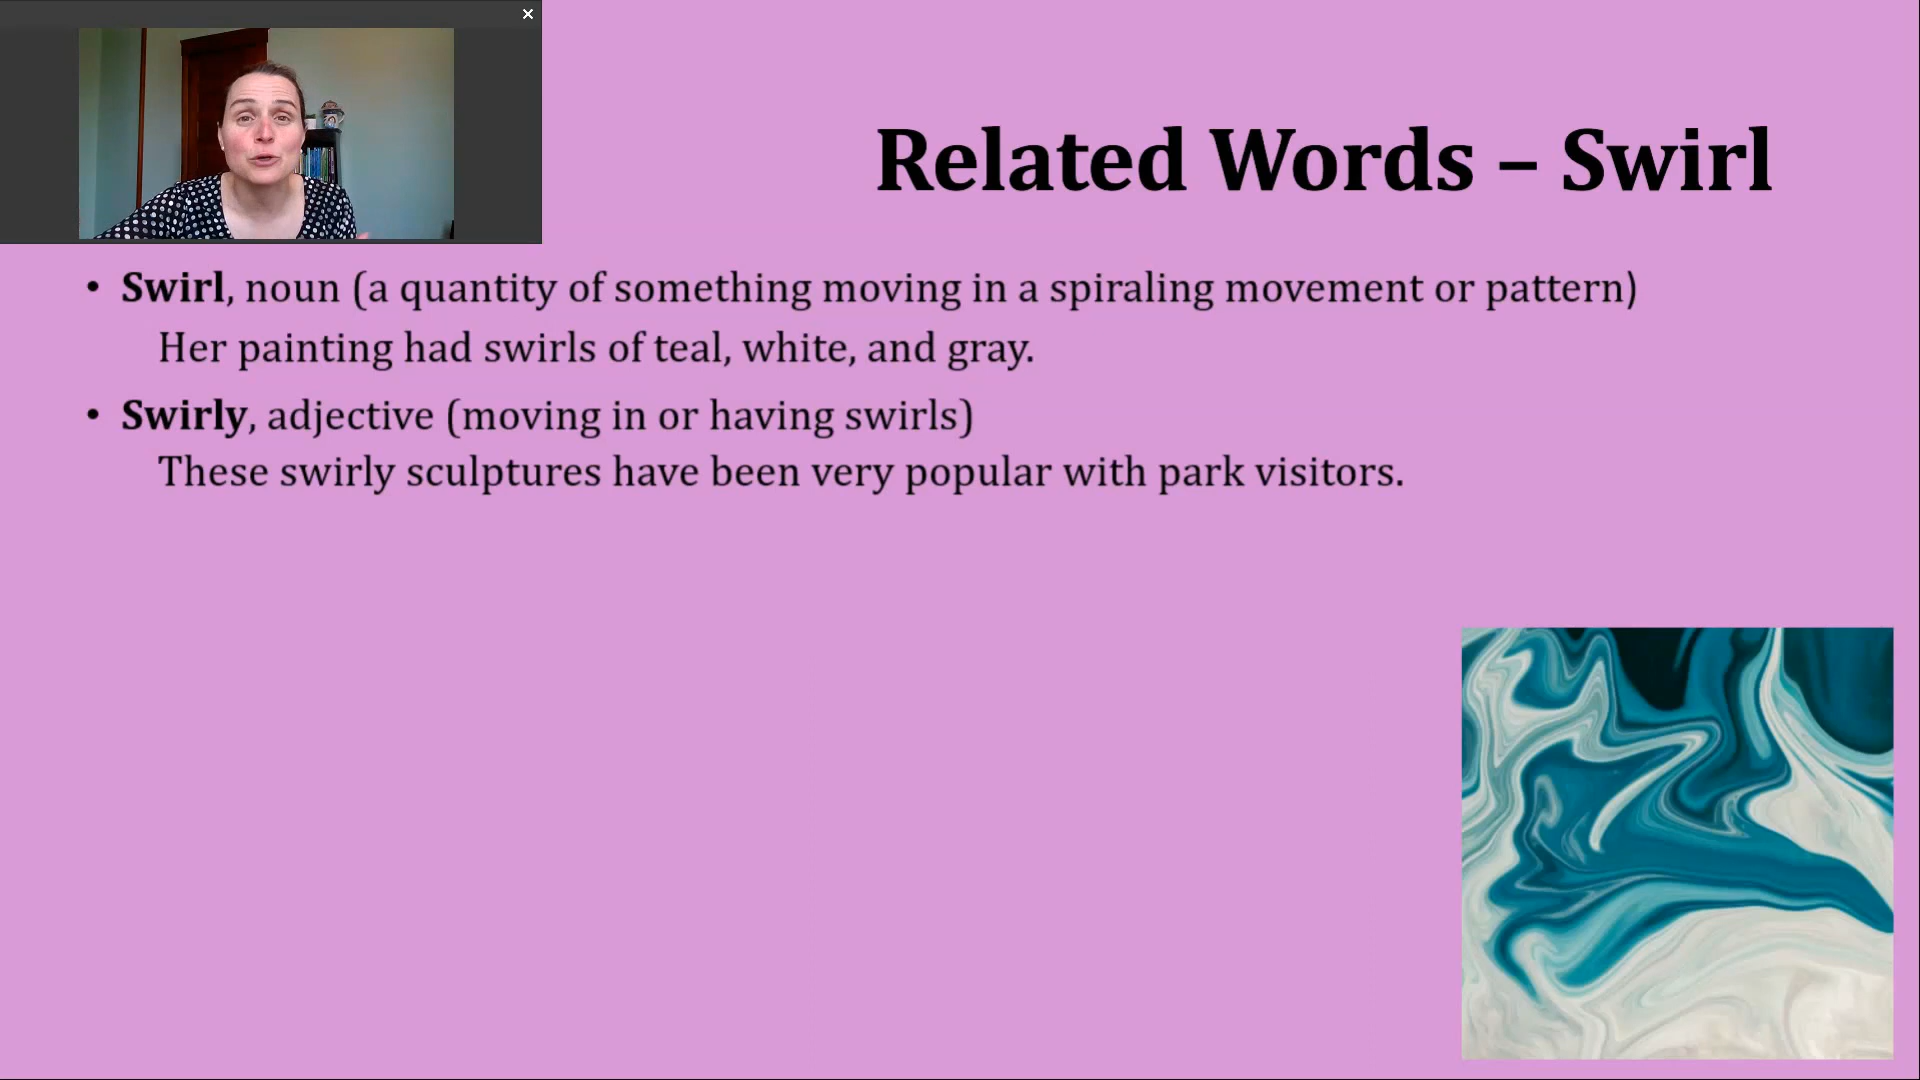 Related Words – Swirl
• Swirl, noun (a quantity of something moving in a spiraling movement or pattern)
Her painting had swirls of teal, white, and gray.
• Swirly, adjective (moving in or having swirls)
These swirly sculptures have been very popular with park visitors.